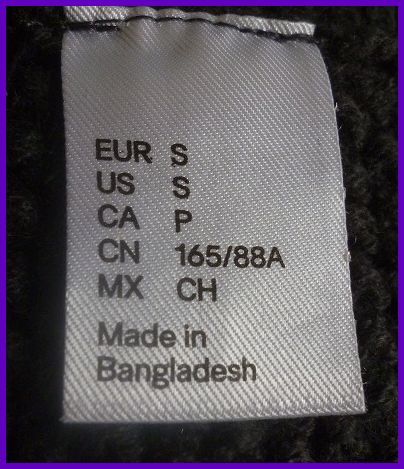 EUR S
US S
CA P
CN 165/88A
MX CH
Made in
Bangladesh